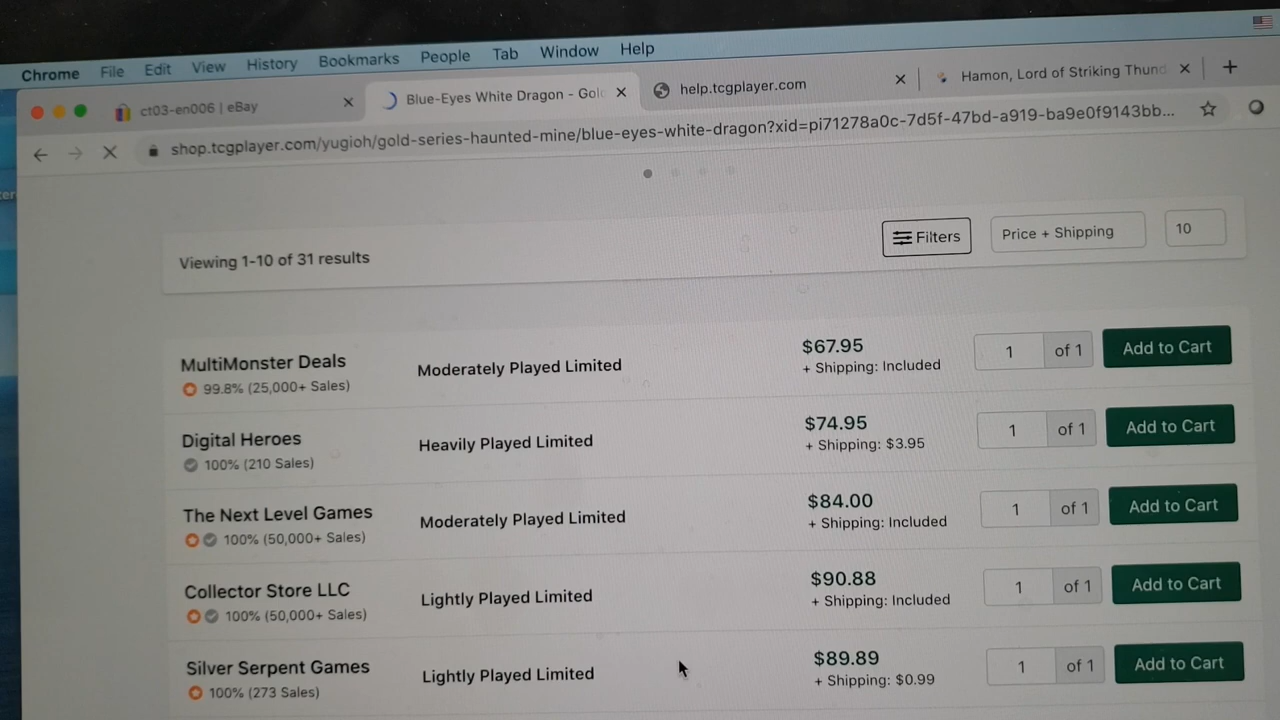 Chrome File Edit View History Bookmarks People Tab Window Help
ct03-en006 | eBay
Blue-Eyes White Dragon - Gol
help.tcgplayer.com
Hamon, Lord of Striking Thund
shop.tcgplayer.com/yugioh/gold-series-haunted-mine/blue-eyes-white-dragon?xid=pi71278a0c-7d5f-47bd-a919-ba9e0f9143bb...
Viewing 1-10 of 31 results
Filters
Price + Shipping
10
MultiMonster Deals
99.8% (25,000+ Sales)
Moderately Played Limited
$67.95
+ Shipping: Included
1 of 1
Add to Cart
Digital Heroes
100% (210 Sales)
Heavily Played Limited
$74.95
+ Shipping: $3.95
1 of 1
Add to Cart
The Next Level Games
100% (50,000+ Sales)
Moderately Played Limited
$84.00
+ Shipping: Included
1 of 1
Add to Cart
Collector Store LLC
100% (50,000+ Sales)
Lightly Played Limited
$90.88
+ Shipping: Included
1 of 1
Add to Cart
Silver Serpent Games
100% (273 Sales)
Lightly Played Limited
$89.89
+ Shipping: $0.99
1 of 1
Add to Cart